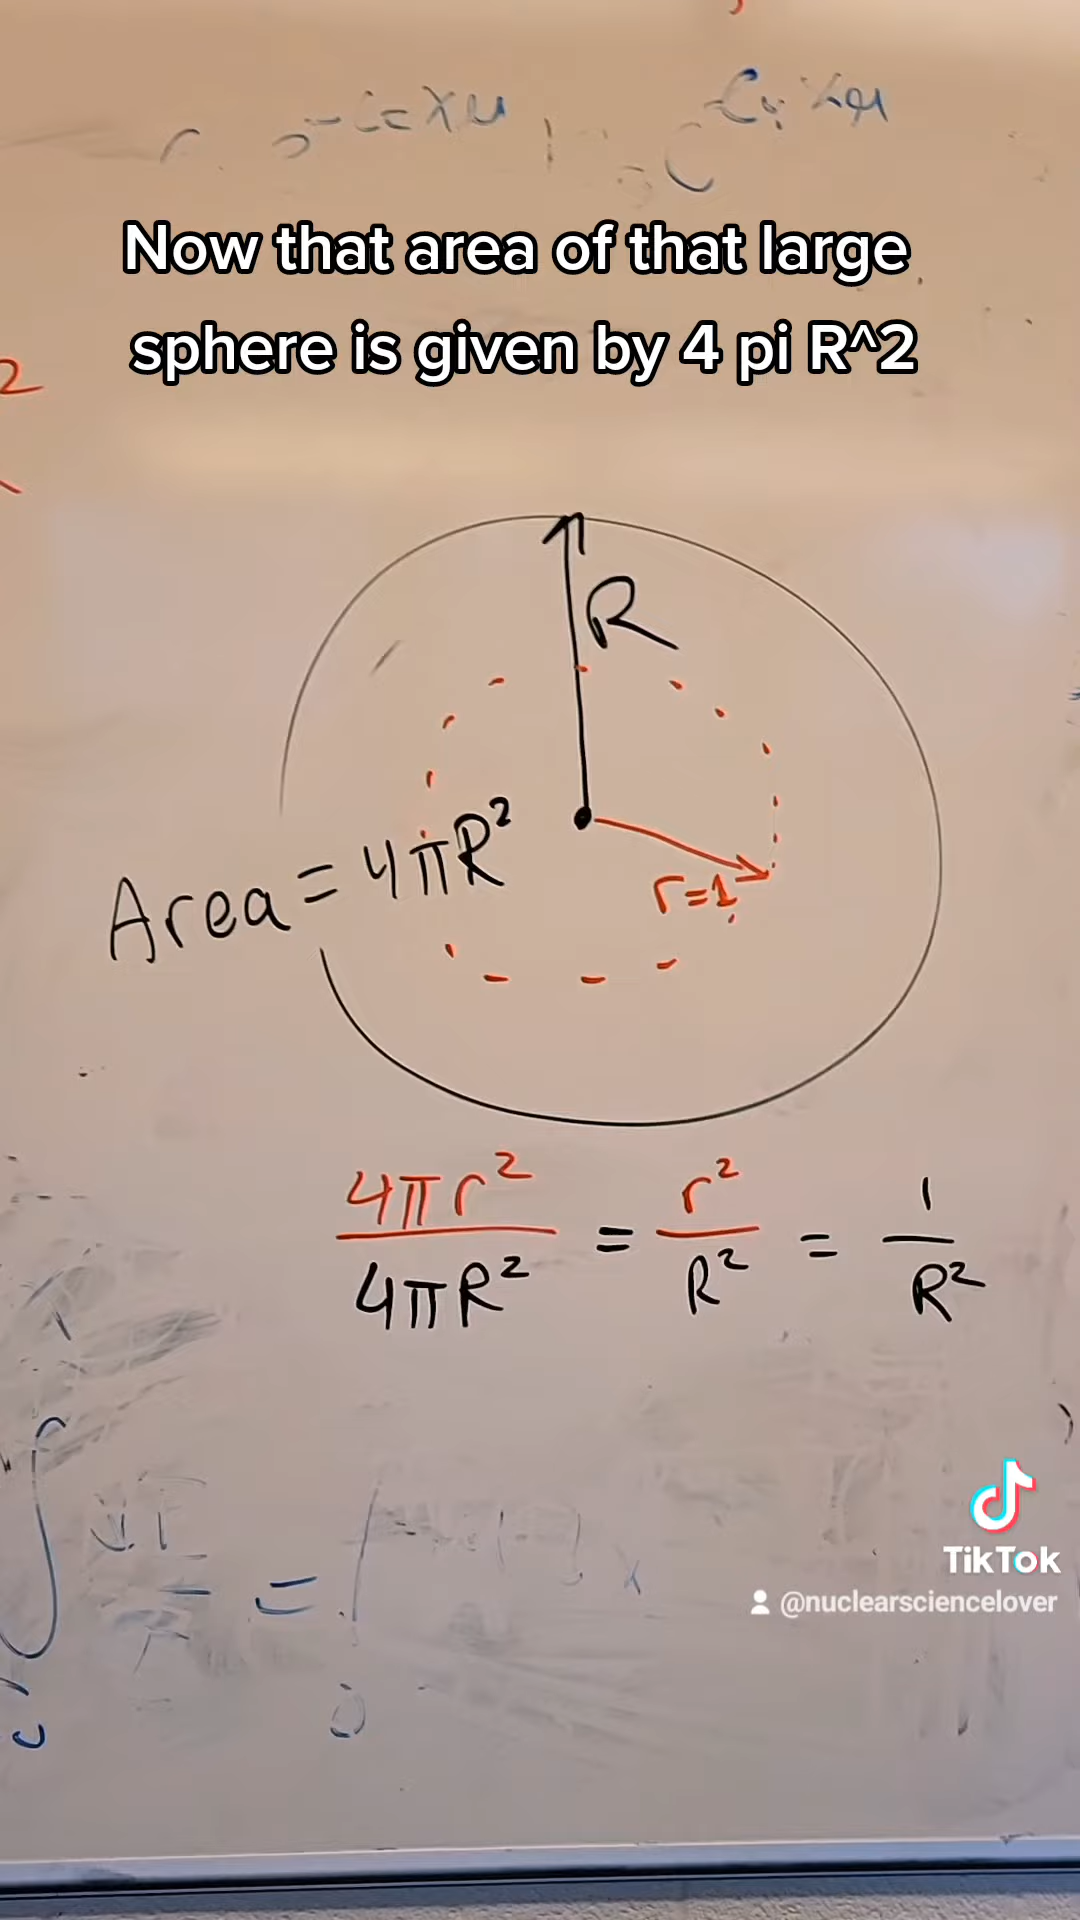 Now that area of that large
sphere is given by 4 pi R^2
2
R
Area = 4πR²
r=1
4πr² / 4πR² = r² / R² = 1 / R²
=
TikTok
@nuclearsciencelover